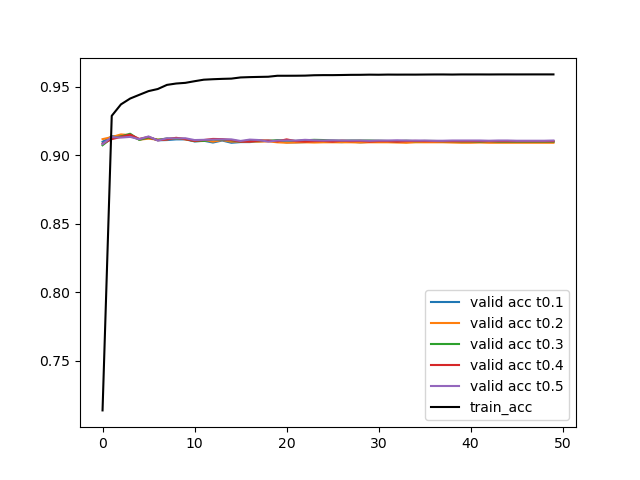 0.95
0.90
0.85
0.80
0.75
0
10
20
30
40
50
valid acc t0.1
valid acc t0.2
valid acc t0.3
valid acc t0.4
valid acc t0.5
train_acc